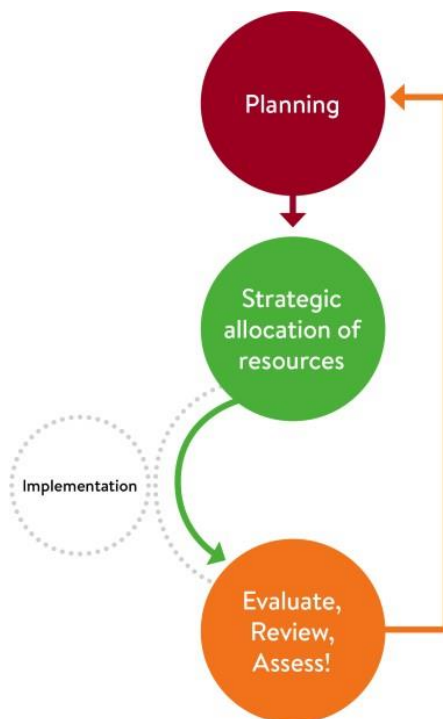 Planning
Strategic
allocation of
resources
Implementation
Evaluate,
Review,
Assess!